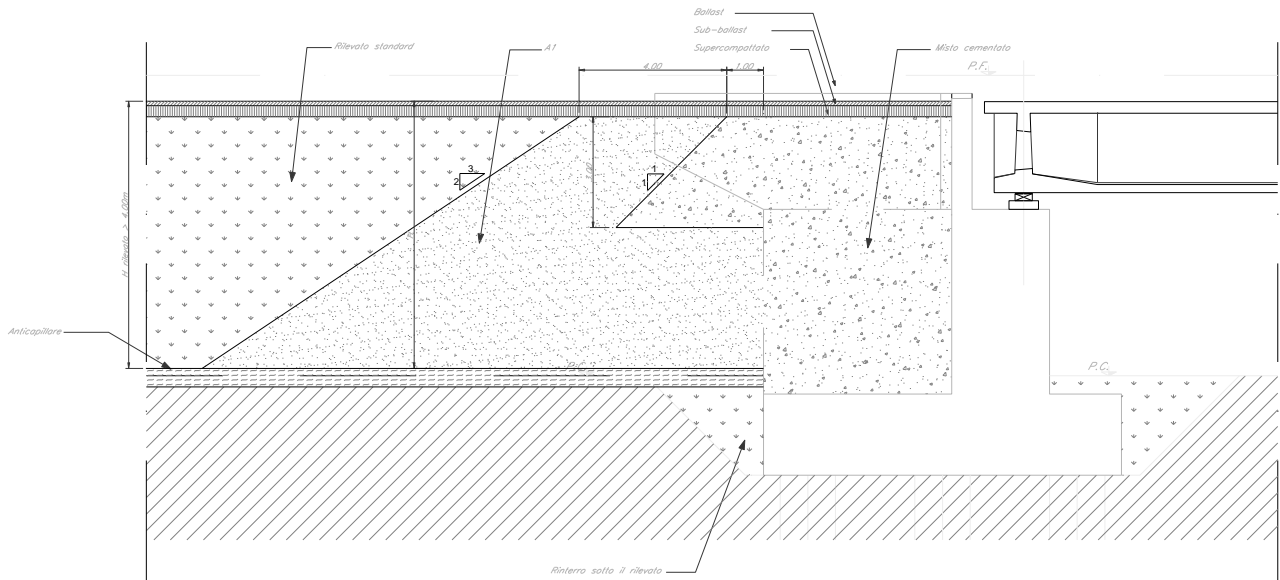 Ballast
Sub-ballast
Supercompattato
Rilevato standard
A1
Misto cementato
P.F.
4.00
1.00
3
2
1
1
H rilevato > 4.00m
Anticapillare
P.C.
P.C.
Rinterro sotto il rilevato